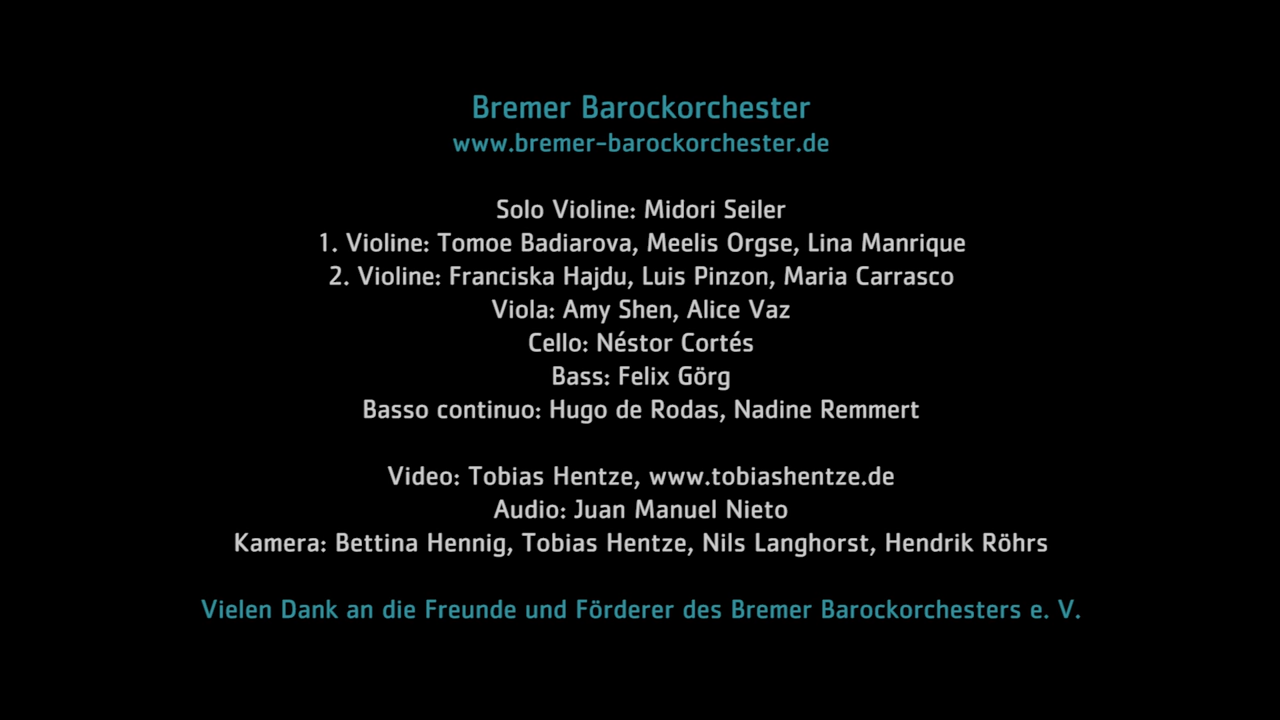 Bremer Barockorchester
www.bremer-barockorchester.de
Solo Violine: Midori Seiler
1. Violine: Tomoe Badiarova, Meelis Orgse, Lina Manrique
2. Violine: Franciska Hajdu, Luis Pinzon, Maria Carrasco
Viola: Amy Shen, Alice Vaz
Cello: Néstor Cortés
Bass: Felix Görg
Basso continuo: Hugo de Rodas, Nadine Remmert
Video: Tobias Hentze, www.tobiashentze.de
Audio: Juan Manuel Nieto
Kamera: Bettina Hennig, Tobias Hentze, Nils Langhorst, Hendrik Röhrs
Vielen Dank an die Freunde und Förderer des Bremer Barockorchesters e. V.